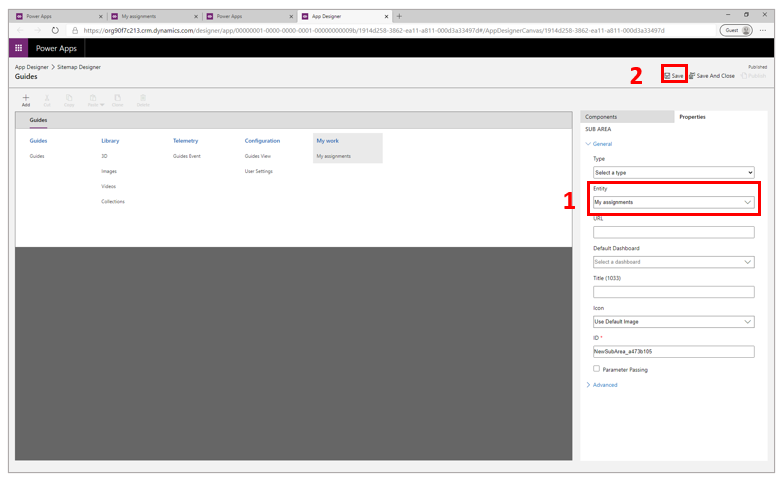 Power Apps
My assignments
Power Apps
App Designer
https://org90f7c213.crm.dynamics.com/designer/app/00000001-0000-0000-0001-00000000009b/1914d258-3862-ea11-a811-000d3a33497d#/AppDesignerCanvas/1914d258-3862-ea11-a811-000d3a33497d
Guest
Power Apps
App Designer > Sitemap Designer
Guides
Published
2
Save
Save And Close
Publish
Add
Cut
Copy
Paste
Clone
Delete
Guides
Guides Library Telemetry Configuration My work
Guides 3D Guides Event Guides View My assignments
Images User Settings
Videos
Collections
Components Properties
SUB AREA
General
Type
Select a type
1
Entity
My assignments
URL
Default Dashboard
Select a dashboard
Title (1033)
Icon
Use Default Image
ID *
NewSubArea_a473b105
Parameter Passing
Advanced